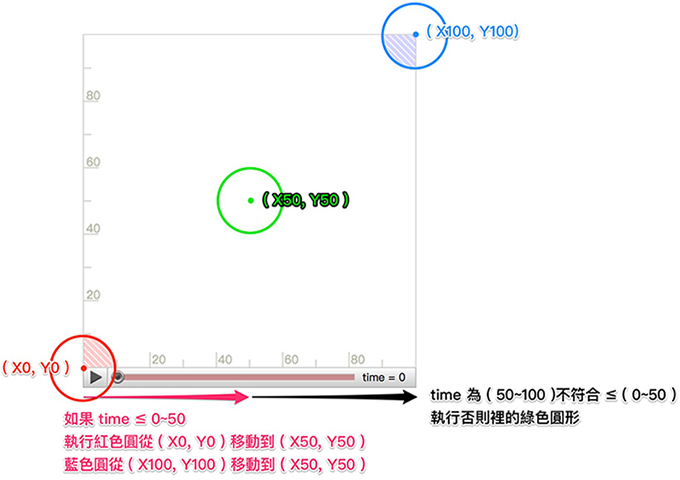 ( X100, Y100)
80
60
( X50, Y50 )
40
20
( X0, Y0 )
20
40
60
80
time = 0
time 為 ( 50~100 )不符合 ≤ ( 0~50 )
執行否則裡的綠色圓形
如果 time ≤ 0~50
執行紅色圓從 ( X0, Y0 ) 移動到 ( X50, Y50 )
藍色圓從 ( X100, Y100 ) 移動到 ( X50, Y50 )